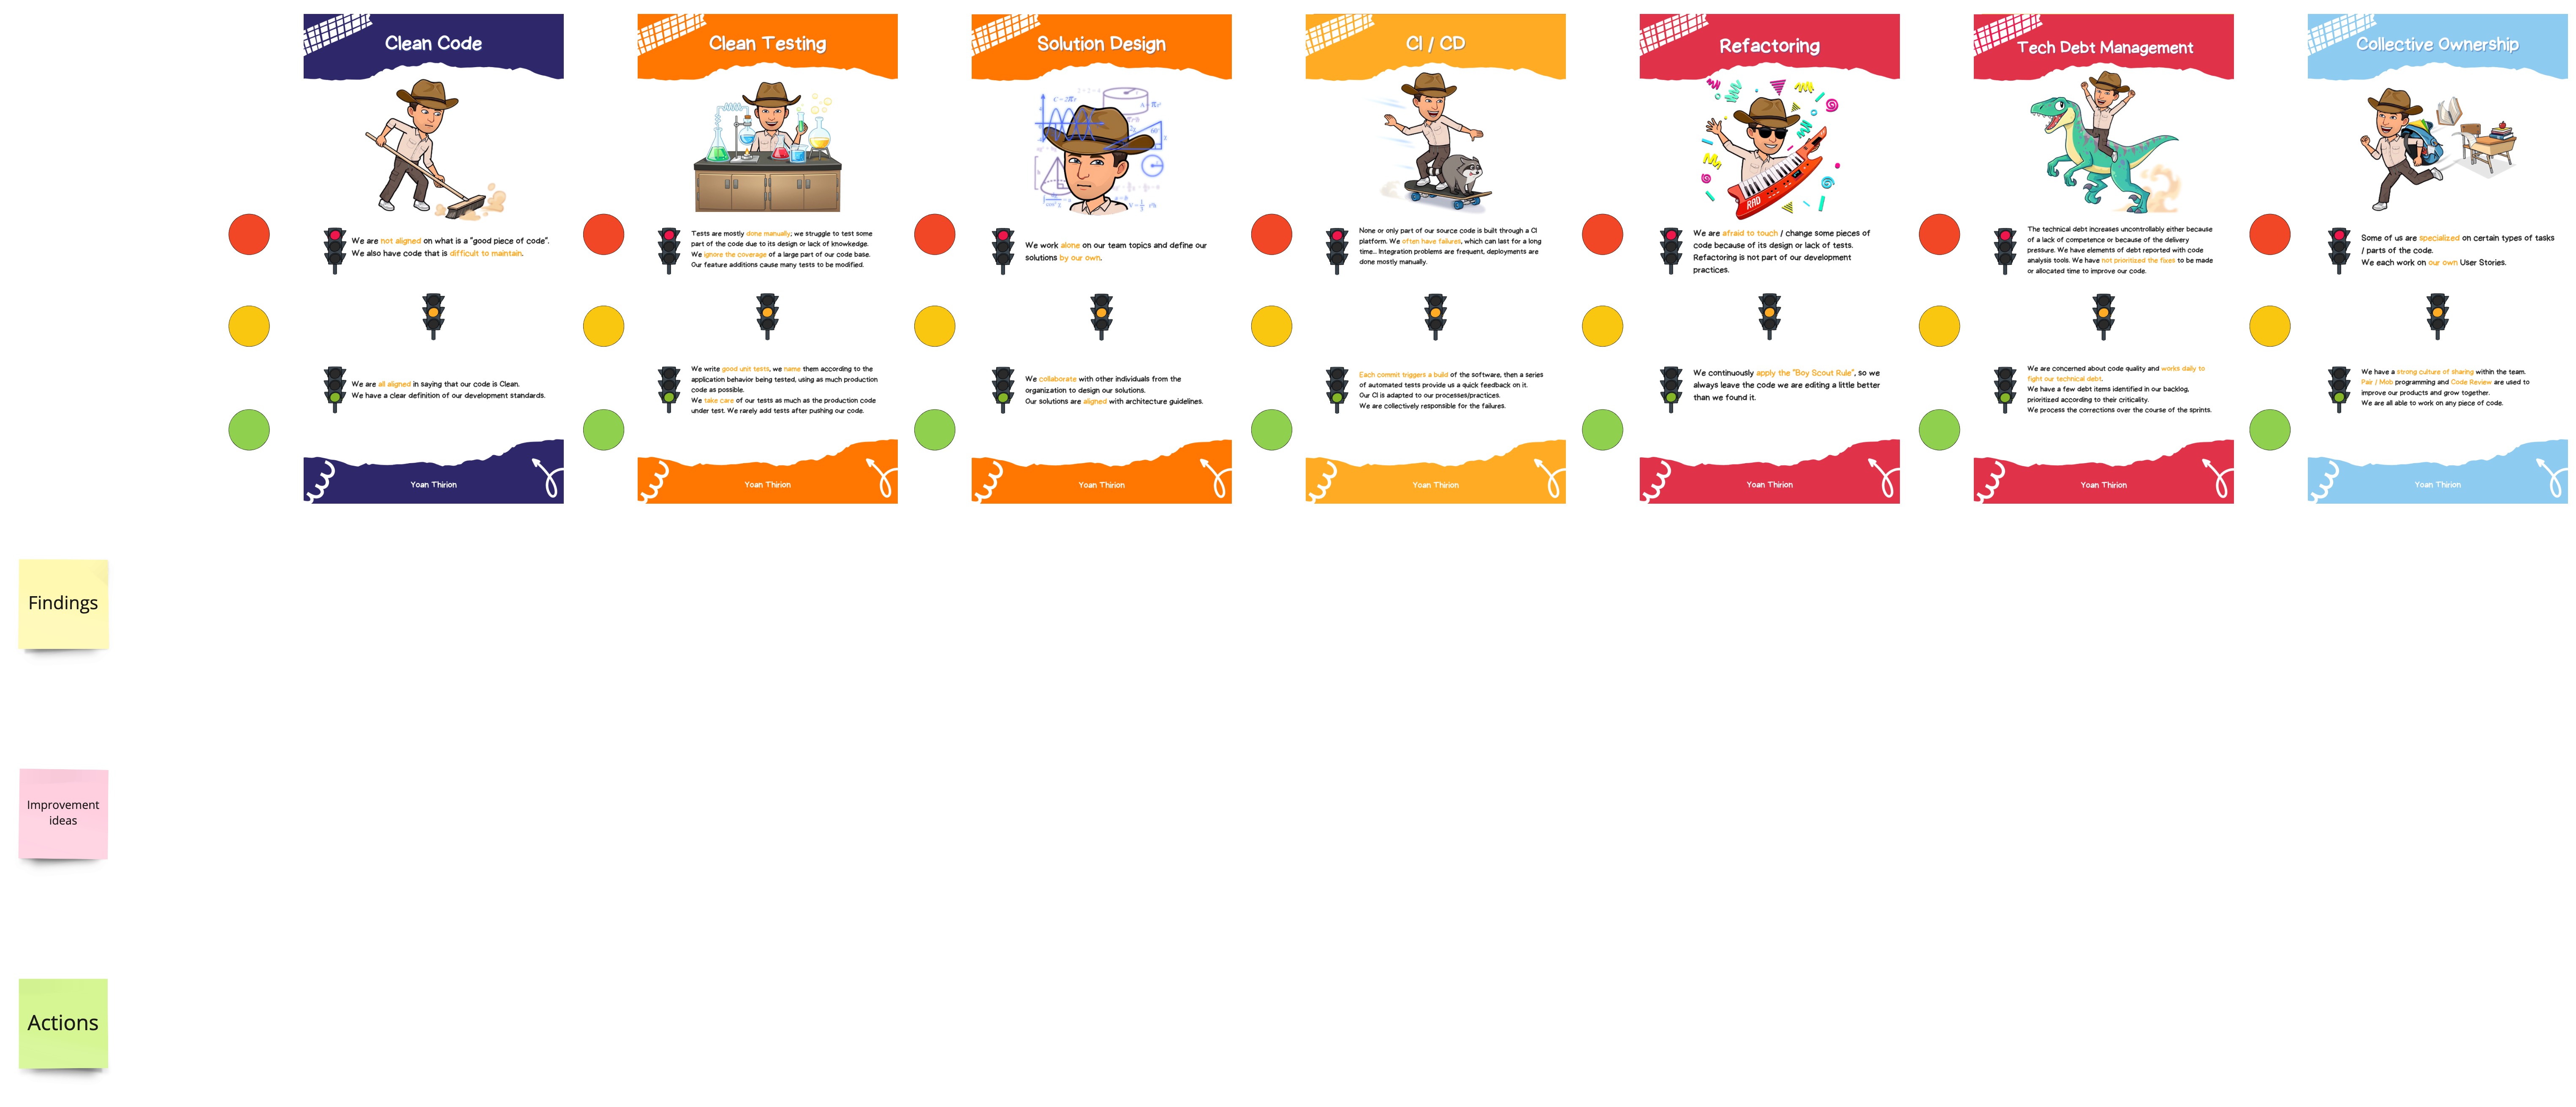 Clean Code
We are not aligned on what is a "good piece of code".
We also have code that is difficult to maintain.
We are all aligned in saying that our code is Clean.
We have a clear definition of our development standards.
Yoan Thirion
Clean Testing
Tests are mostly done manually; we struggle to test some
part of the code due to its design or lack of knowledge.
We ignore the coverage of a large part of our code base.
Our feature additions cause many tests to be modified.
We write good unit tests, we name them according to the
application behavior being tested, using as much production
code as possible.
We take care of our tests as much as the production code
under test. We rarely add tests after pushing our code.
Yoan Thirion
Solution Design
We work alone on our team topics and define our
solutions by our own.
We collaborate with other individuals from the
organization to design our solutions.
Our solutions are aligned with architecture guidelines.
Yoan Thirion
CI / CD
None or only part of our source code is built through a CI
platform. We often have failures, which can last for a long
time... Integration problems are frequent, deployments are
done mostly manually.
Each commit triggers a build of the software, then a series
of automated tests provide us a quick feedback on it.
Our CI is adapted to our processes/practices.
We are collectively responsible for the failures.
Yoan Thirion
Refactoring
RAD
We are afraid to touch / change some pieces of
code because of its design or lack of tests.
Refactoring is not part of our development
practices.
We continuously apply the "Boy Scout Rule", so we
always leave the code we are editing a little better
than we found it.
Yoan Thirion
Tech Debt Management
The technical debt increases uncontrollably either because
of a lack of competence or because of the delivery
pressure. We have elements of debt reported with code
analysis tools. We have not prioritized the fixes to be made
or allocated time to improve our code.
We are concerned about code quality and works daily to
fight our technical debt.
We have a few debt items identified in our backlog,
prioritized according to their criticality.
We process the corrections over the course of the sprints.
Yoan Thirion
Collective Ownership
Some of us are specialized on certain types of tasks
/ parts of the code.
We each work on our own User Stories.
We have a strong culture of sharing within the team.
Pair / Mob programming and Code Review are used to
improve our products and grow together.
We are all able to work on any piece of code.
Yoan Thirion
Findings
Improvement
ideas
Actions